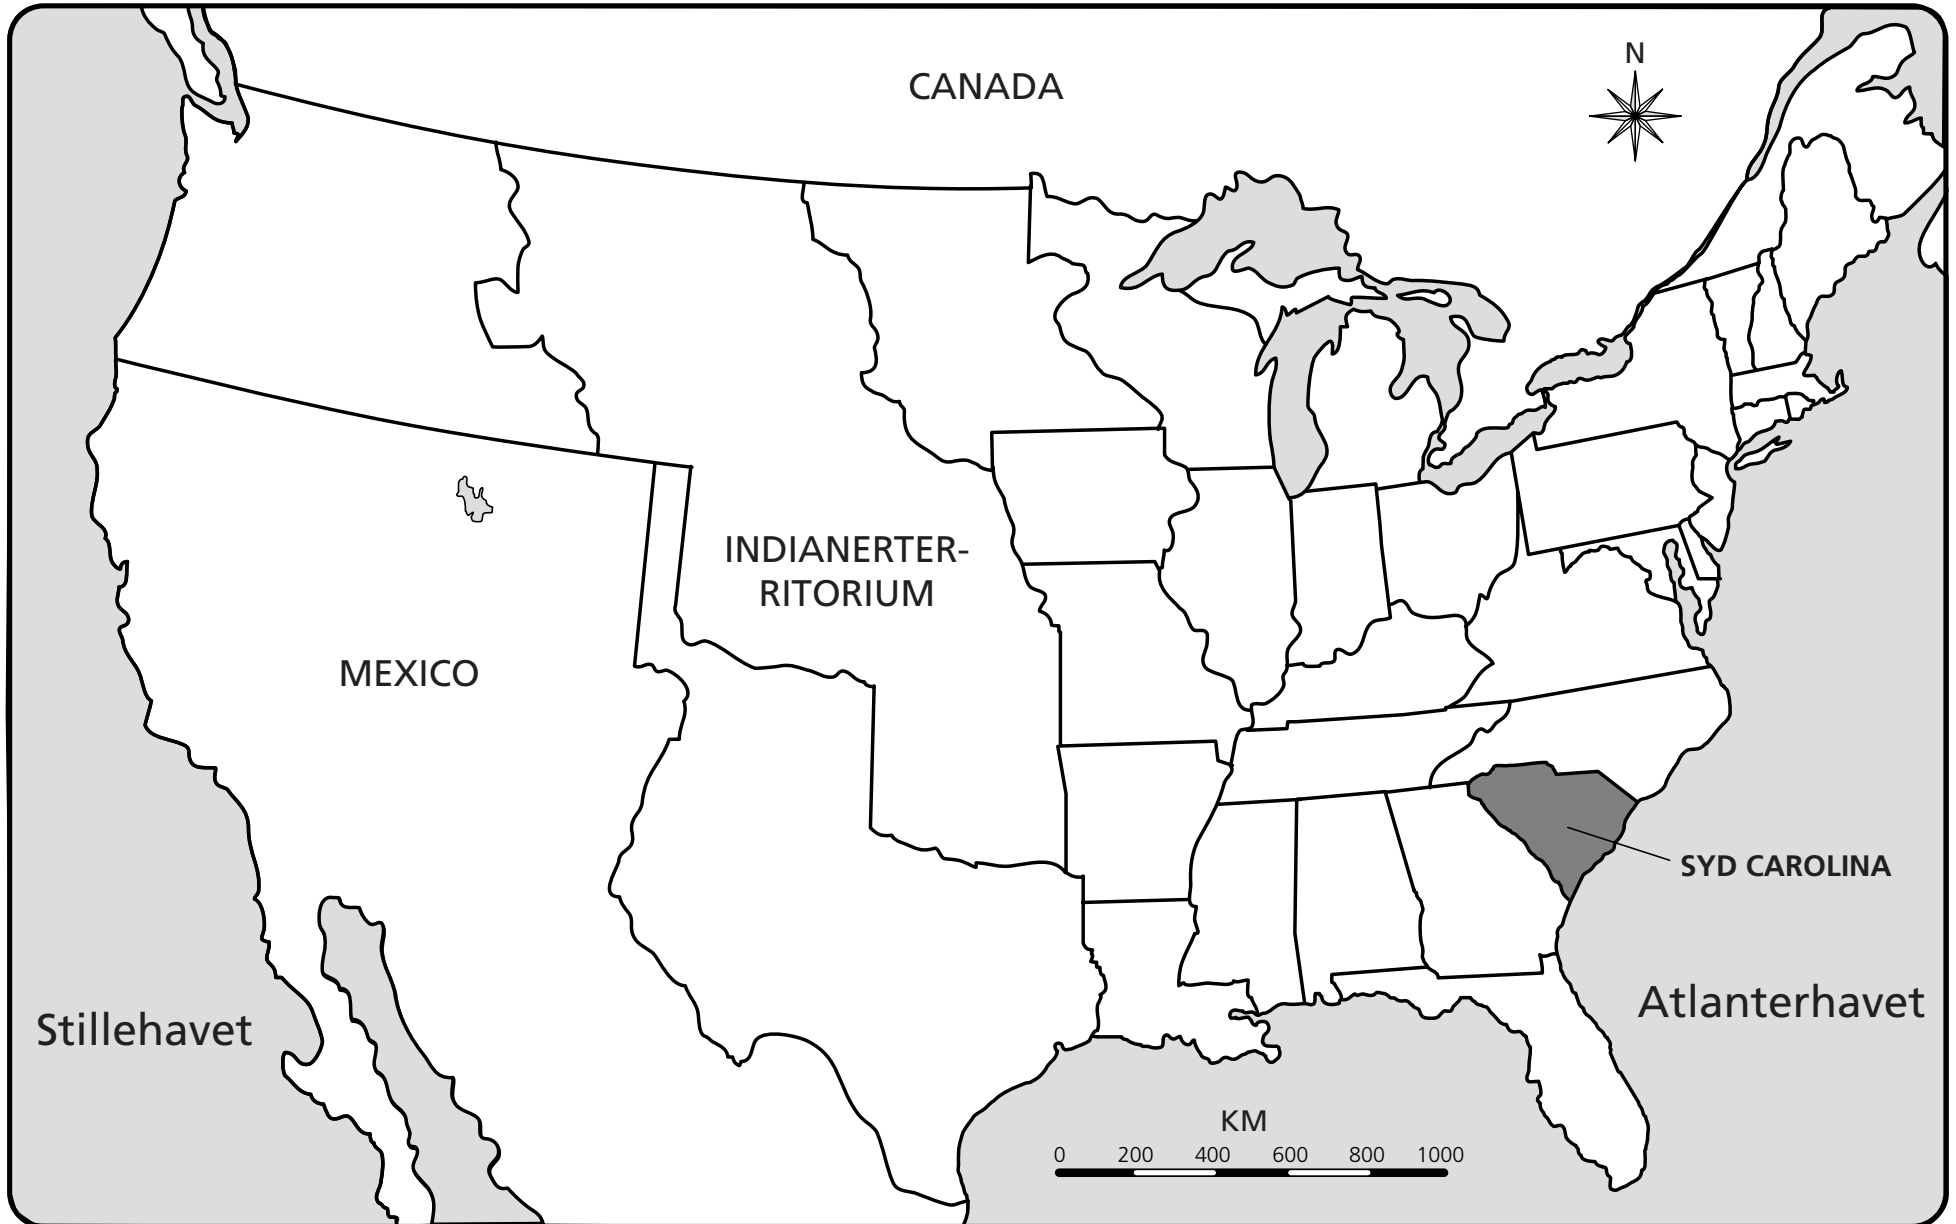 N
CANADA
INDIANERTER-
RITORIUM
MEXICO
SYD CAROLINA
Atlanterhavet
Stillehavet
KM
0 200 400 600 800 1000